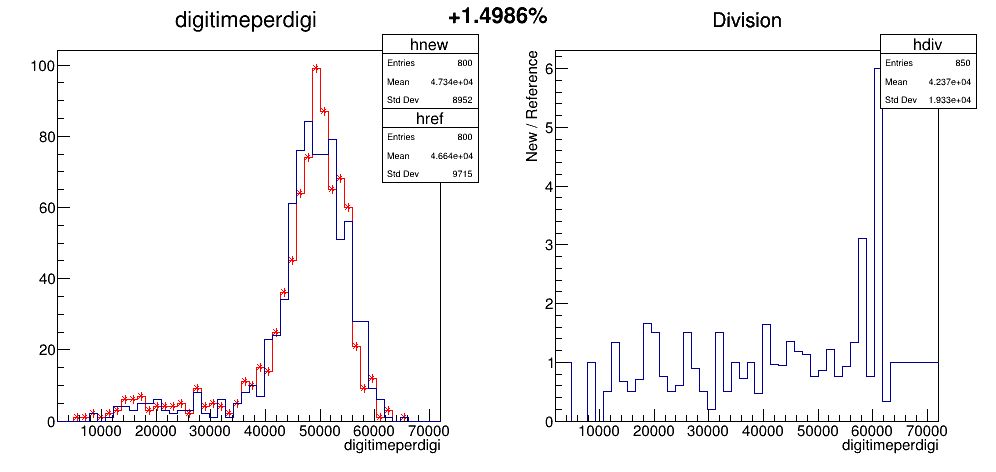 +1.4986%
digitimeperdigi
hnew
Entries 800
Mean 4.734e+04
Std Dev 8952
href
Entries 800
Mean 4.664e+04
Std Dev 9715
100
80
60
40
20
0
10000 20000 30000 40000 50000 60000 70000
digitimeperdigi
Division
hdiv
Entries 850
Mean 4.237e+04
Std Dev 1.933e+04
New / Reference
6
5
4
3
2
1
0
10000 20000 30000 40000 50000 60000 70000
digitimeperdigi